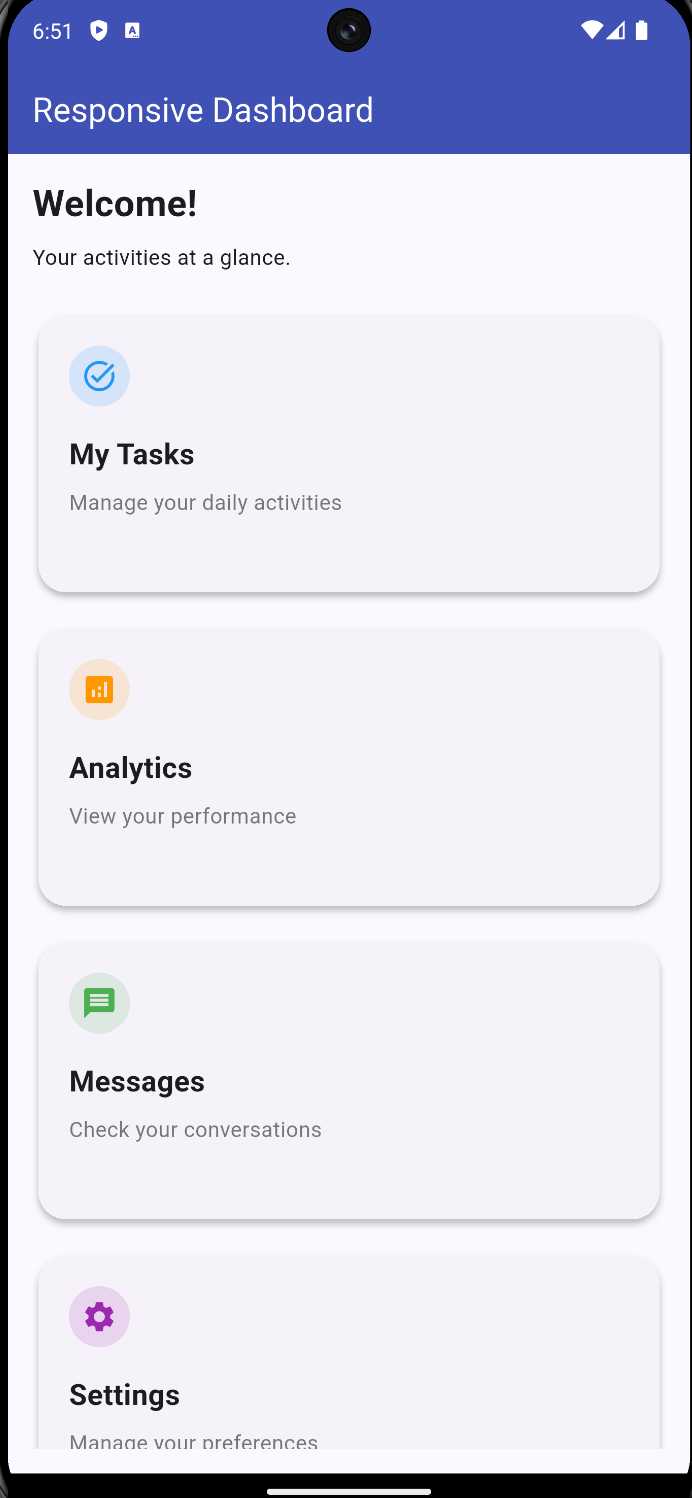 6:51
Responsive Dashboard
Welcome!
Your activities at a glance.
My Tasks
Manage your daily activities
Analytics
View your performance
Messages
Check your conversations
Settings
Manage your preferences